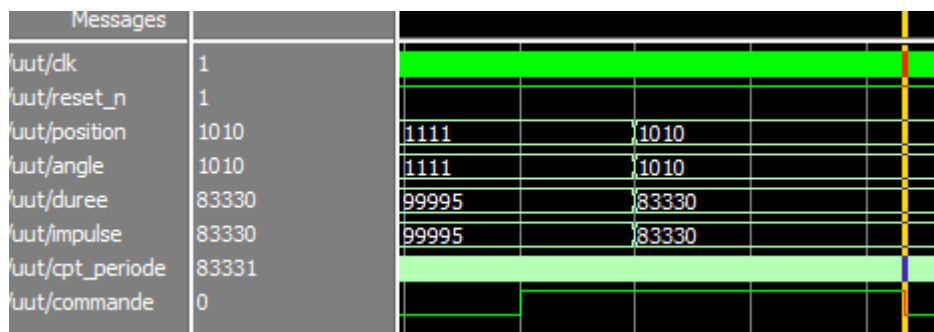 Messages
/uut/clk 1
/uut/reset_n 1
/uut/position 1010 1111 1010
/uut/angle 1010 1111 1010
/uut/duree 83330 99995 83330
/uut/impulse 83330 99995 83330
/uut/cpt_periode 83331
/uut/commande 0